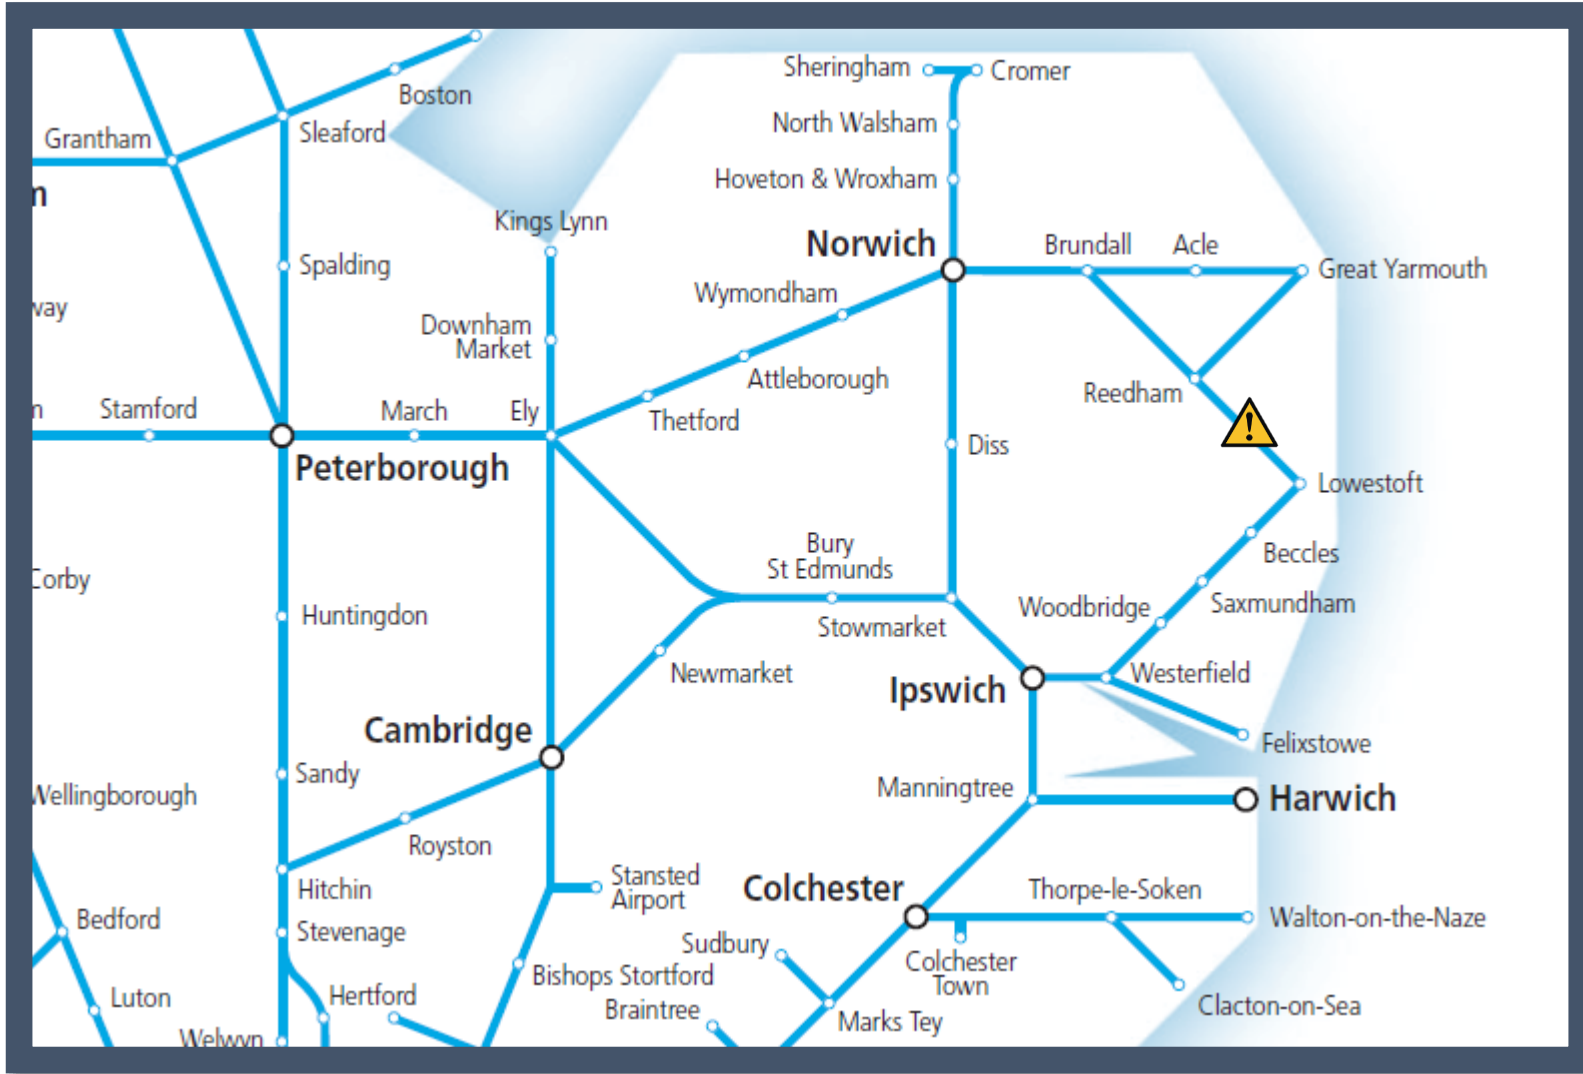 Sheringham
Cromer
Boston
North Walsham
Grantham
Sleaford
Hoveton & Wroxham
m
Kings Lynn
Norwich
Brundall
Acle
Great Yarmouth
Spalding
Wymondham
way
Downham
Market
Attleborough
Reedham
m
Stamford
March
Ely
Thetford
!
Peterborough
Diss
Lowestoft
Bury
St Edmunds
Beccles
Corby
Woodbridge
Saxmundham
Huntingdon
Stowmarket
Newmarket
Westerfield
Ipswich
Cambridge
Felixstowe
Sandy
Wellingborough
Manningtree
Harwich
Royston
Hitchin
Stansted
Airport
Colchester
Thorpe-le-Soken
Bedford
Stevenage
Walton-on-the-Naze
Sudbury
Colchester
Town
Bishops Stortford
Luton
Hertford
Braintree
Clacton-on-Sea
Marks Tey
Welwyn